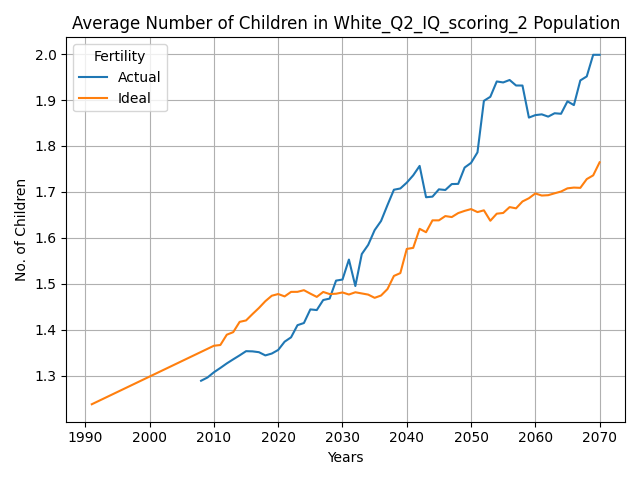 Average Number of Children in White_Q2_IQ_scoring_2 Population
Fertility
Actual
Ideal
No. of Children
2.0
1.9
1.8
1.7
1.6
1.5
1.4
1.3
1990 2000 2010 2020 2030 2040 2050 2060 2070
Years